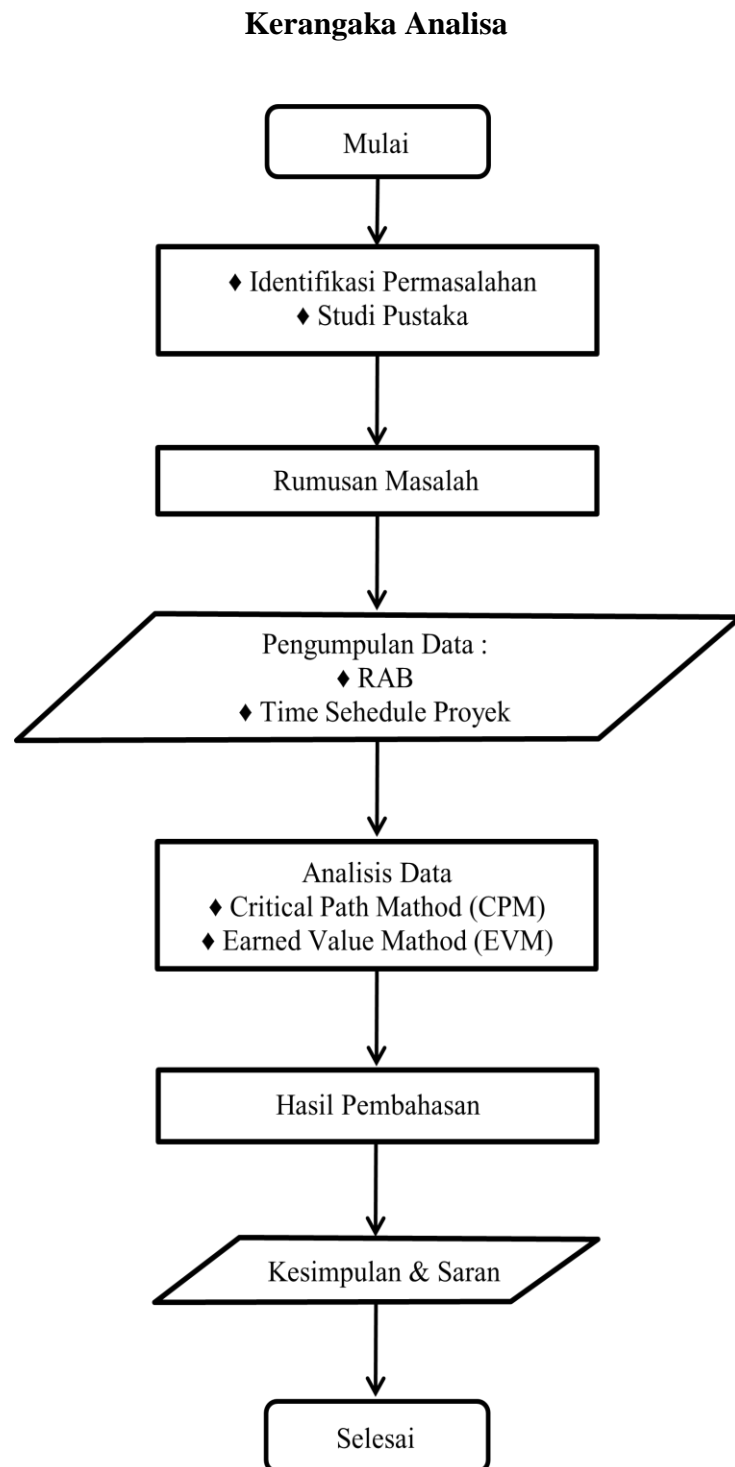 Kerangaka Analisa
Mulai
♦ Identifikasi Permasalahan
♦ Studi Pustaka
Rumusan Masalah
Pengumpulan Data :
♦ RAB
♦ Time Sehedule Proyek
Analisis Data
♦ Critical Path Mathod (CPM)
♦ Earned Value Mathod (EVM)
Hasil Pembahasan
Kesimpulan & Saran
Selesai